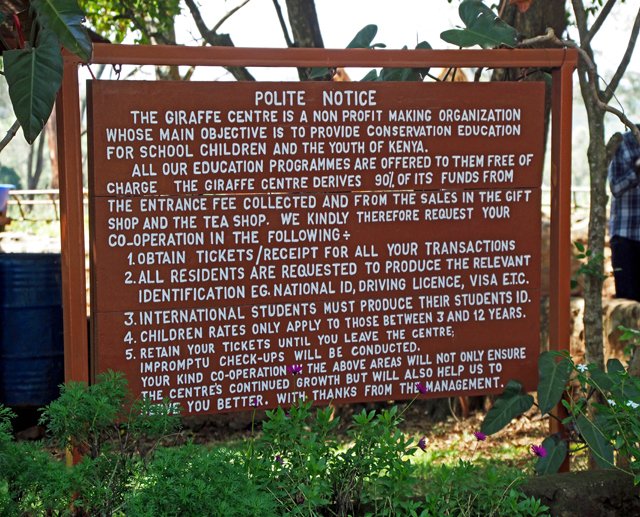 POLITE NOTICE
THE GIRAFFE CENTRE IS A NON PROFIT MAKING ORGANIZATION
WHOSE MAIN OBJECTIVE IS TO PROVIDE CONSERVATION EDUCATION
FOR SCHOOL CHILDREN AND THE YOUTH OF KENYA.
ALL OUR EDUCATION PROGRAMMES ARE OFFERED TO THEM FREE OF
CHARGE THE GIRAFFE CENTRE DERIVES 90% OF ITS FUNDS FROM
THE ENTRANCE FEE COLLECTED AND FROM THE SALES IN THE GIFT
SHOP AND THE TEA SHOP. WE KINDLY THEREFORE REQUEST YOUR
CO-OPERATION IN THE FOLLOWING ÷
1. OBTAIN TICKETS/RECEIPT FOR ALL YOUR TRANSACTIONS
2. ALL RESIDENTS ARE REQUESTED TO PRODUCE THE RELEVANT
IDENTIFICATION EG. NATIONAL ID, DRIVING LICENCE, VISA E.T.C.
3. INTERNATIONAL STUDENTS MUST PRODUCE THEIR STUDENTS ID.
4. CHILDREN RATES ONLY APPLY TO THOSE BETWEEN 3 AND 12 YEARS.
5. RETAIN YOUR TICKETS UNTIL YOU LEAVE THE CENTRE;
IMPROMPTU CHECK-UPS WILL BE CONDUCTED.
YOUR KIND CO-OPERATION IN THE ABOVE AREAS WILL NOT ONLY ENSURE
THE CENTRE'S CONTINUED GROWTH BUT WILL ALSO HELP US TO
SERVE YOU BETTER. WITH THANKS FROM THE MANAGEMENT.